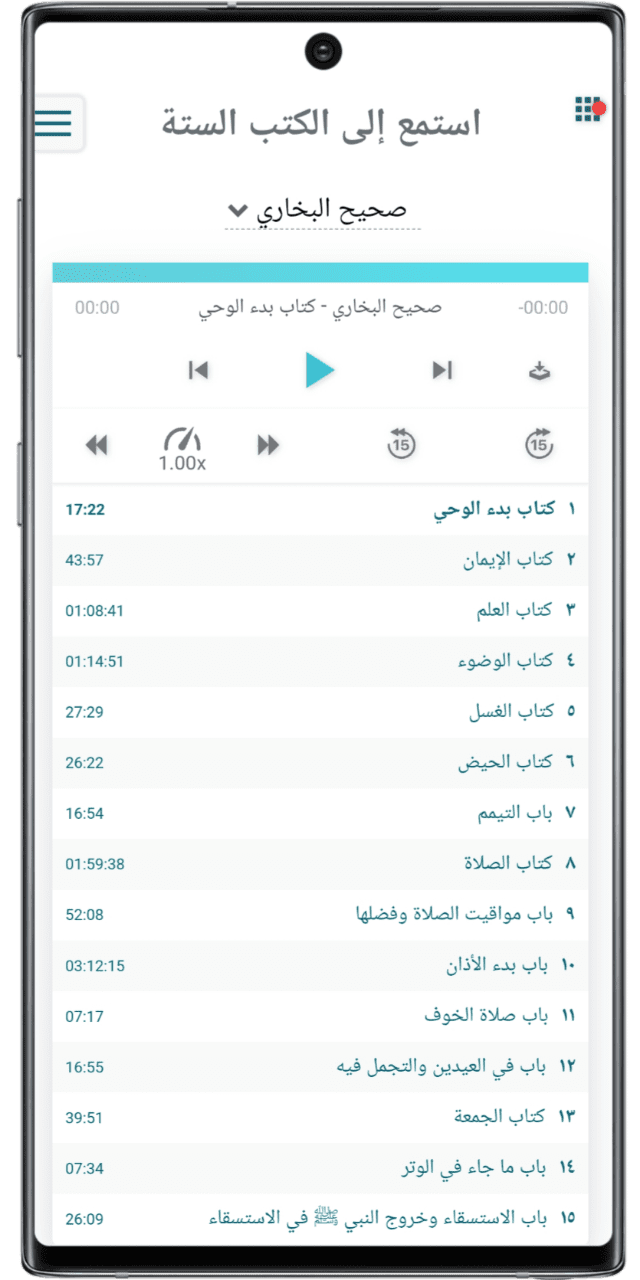 استمع إلى الكتب الستة
صحيح البخاري
00:00 صحيح البخاري - كتاب بدء الوحي -00:00
15 15
1.00x
١ كتاب بدء الوحي 17:22
٢ كتاب الإيمان 43:57
٣ كتاب العلم 01:08:41
٤ كتاب الوضوء 01:14:51
٥ كتاب الغسل 27:29
٦ كتاب الحيض 26:22
٧ باب التيمم 16:54
٨ كتاب الصلاة 01:59:38
٩ باب مواقيت الصلاة وفضلها 52:08
١٠ باب بدء الأذان 03:12:15
١١ باب صلاة الخوف 07:17
١٢ باب في العيدين والتجمل فيه 16:55
١٣ كتاب الجمعة 39:51
١٤ باب ما جاء في الوتر 07:34
١٥ باب الاستسقاء وخروج النبي ﷺ في الاستسقاء 26:09